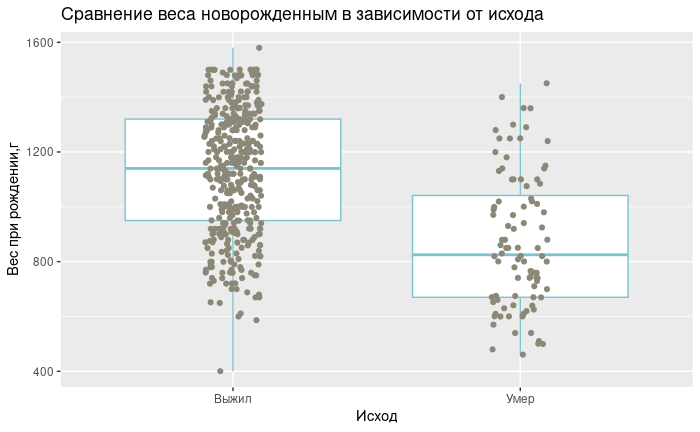 Сравнение веса новорожденным в зависимости от исхода
1600
1200
800
400
Вес при рождении,г
Выжил
Умер
Исход